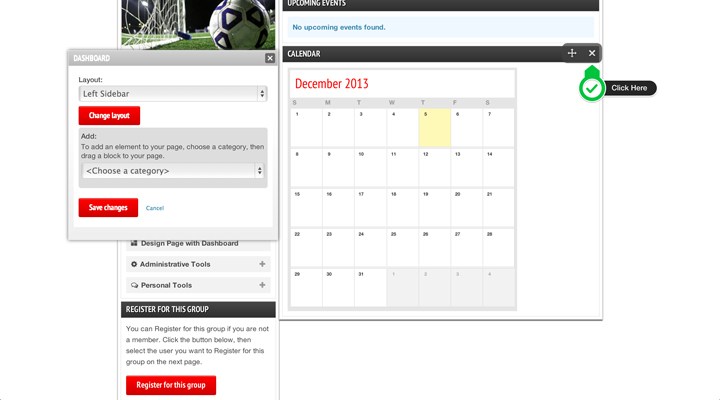 UPCOMING EVENTS
No upcoming events found.
DASHBOARD
Layout:
Left Sidebar
Change layout
Add:
To add an element to your page, choose a category, then
drag a block to your page.
<Choose a category>
Save changes
Cancel
CALENDAR
Click Here
December 2013
S M T W T F S
1 2 3 4 5 6 7
8 9 10 11 12 13 14
15 16 17 18 19 20 21
22 23 24 25 26 27 28
29 30 31 1 2 3 4
Design Page with Dashboard
Administrative Tools
Personal Tools
REGISTER FOR THIS GROUP
You can Register for this group if you are not
a member. Click the button below, then
select the user you want to Register for this
group on the next page.
Register for this group